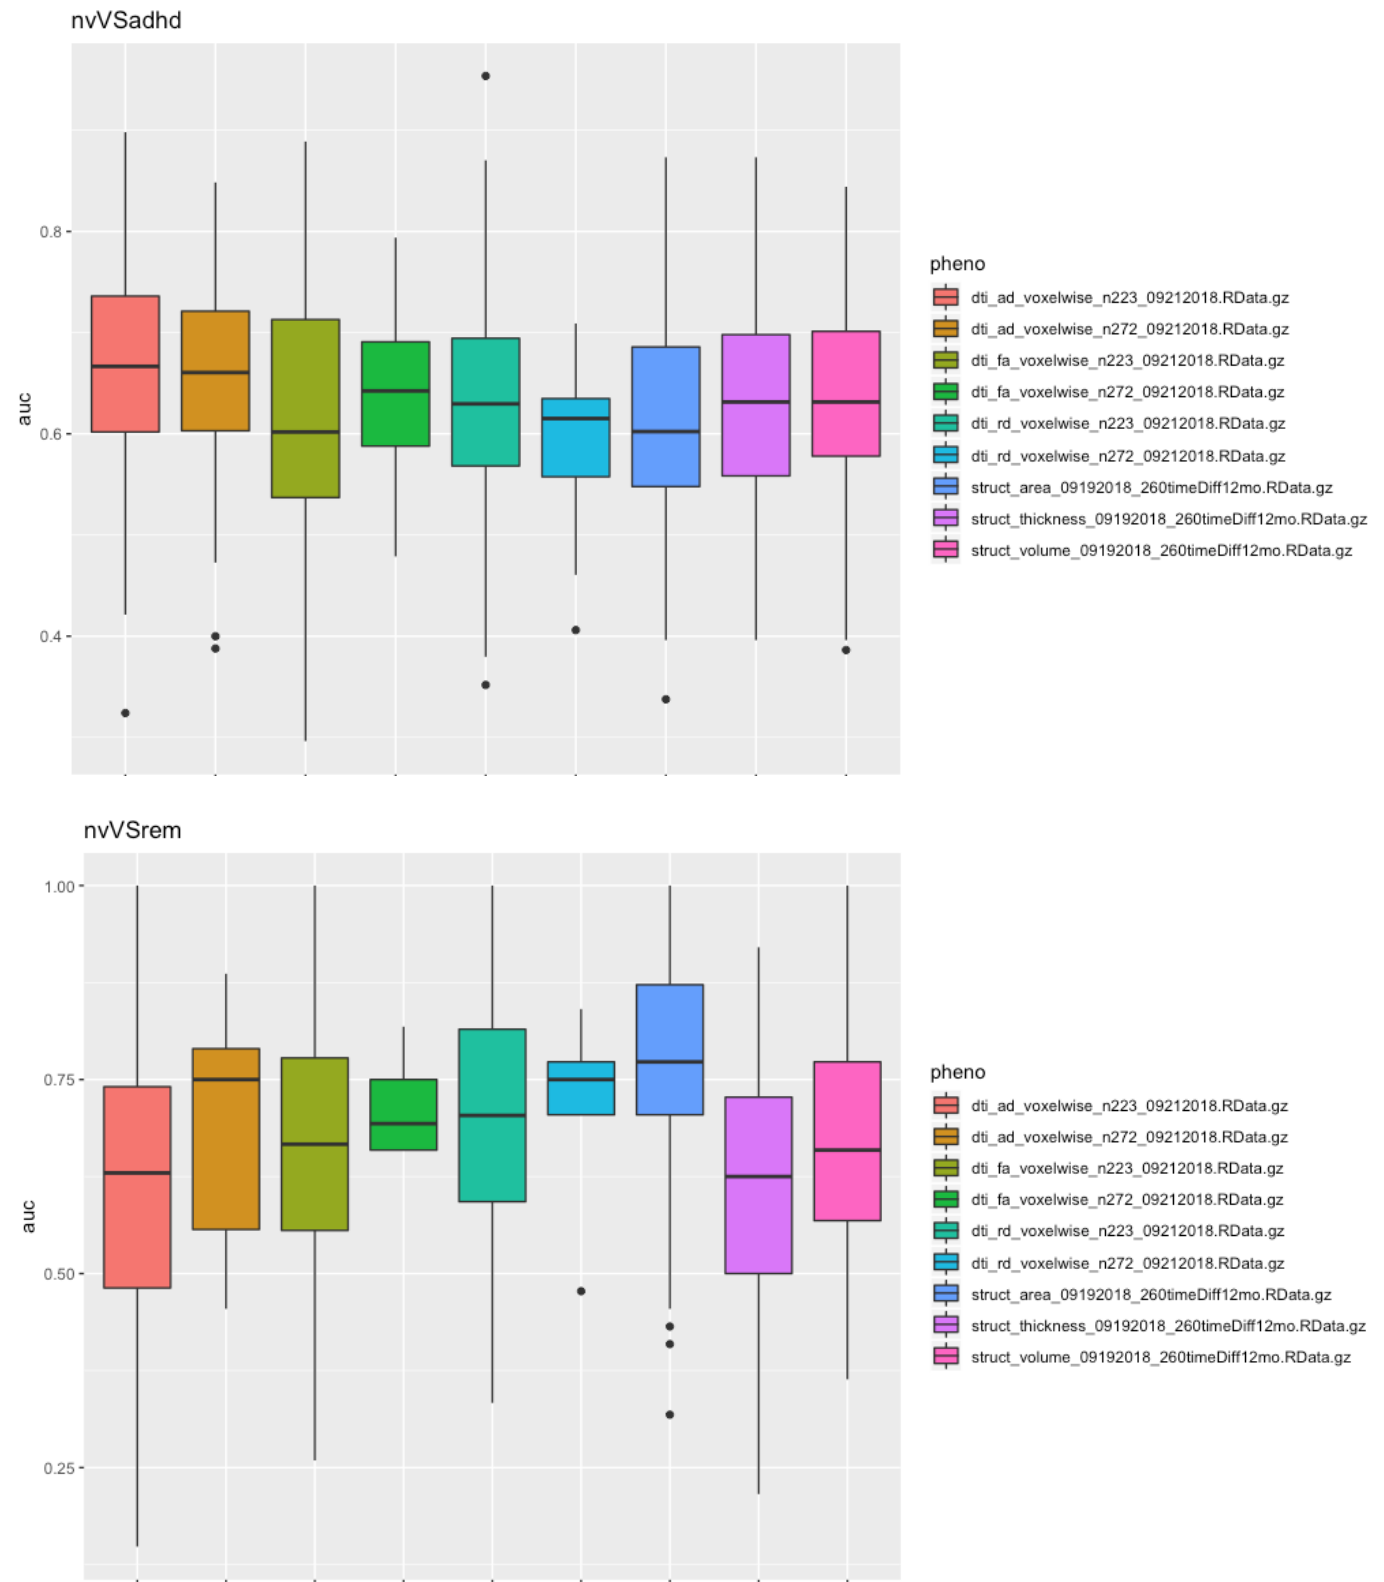 nvVSadhd
0.8
0.6
0.4
auc
pheno
dti_ad_voxelwise_n223_09212018.RData.gz
dti_ad_voxelwise_n272_09212018.RData.gz
dti_fa_voxelwise_n223_09212018.RData.gz
dti_fa_voxelwise_n272_09212018.RData.gz
dti_rd_voxelwise_n223_09212018.RData.gz
dti_rd_voxelwise_n272_09212018.RData.gz
struct_area_09192018_260timeDiff12mo.RData.gz
struct_thickness_09192018_260timeDiff12mo.RData.gz
struct_volume_09192018_260timeDiff12mo.RData.gz
nvVSrem
1.00
0.75
0.50
0.25
auc
pheno
dti_ad_voxelwise_n223_09212018.RData.gz
dti_ad_voxelwise_n272_09212018.RData.gz
dti_fa_voxelwise_n223_09212018.RData.gz
dti_fa_voxelwise_n272_09212018.RData.gz
dti_rd_voxelwise_n223_09212018.RData.gz
dti_rd_voxelwise_n272_09212018.RData.gz
struct_area_09192018_260timeDiff12mo.RData.gz
struct_thickness_09192018_260timeDiff12mo.RData.gz
struct_volume_09192018_260timeDiff12mo.RData.gz